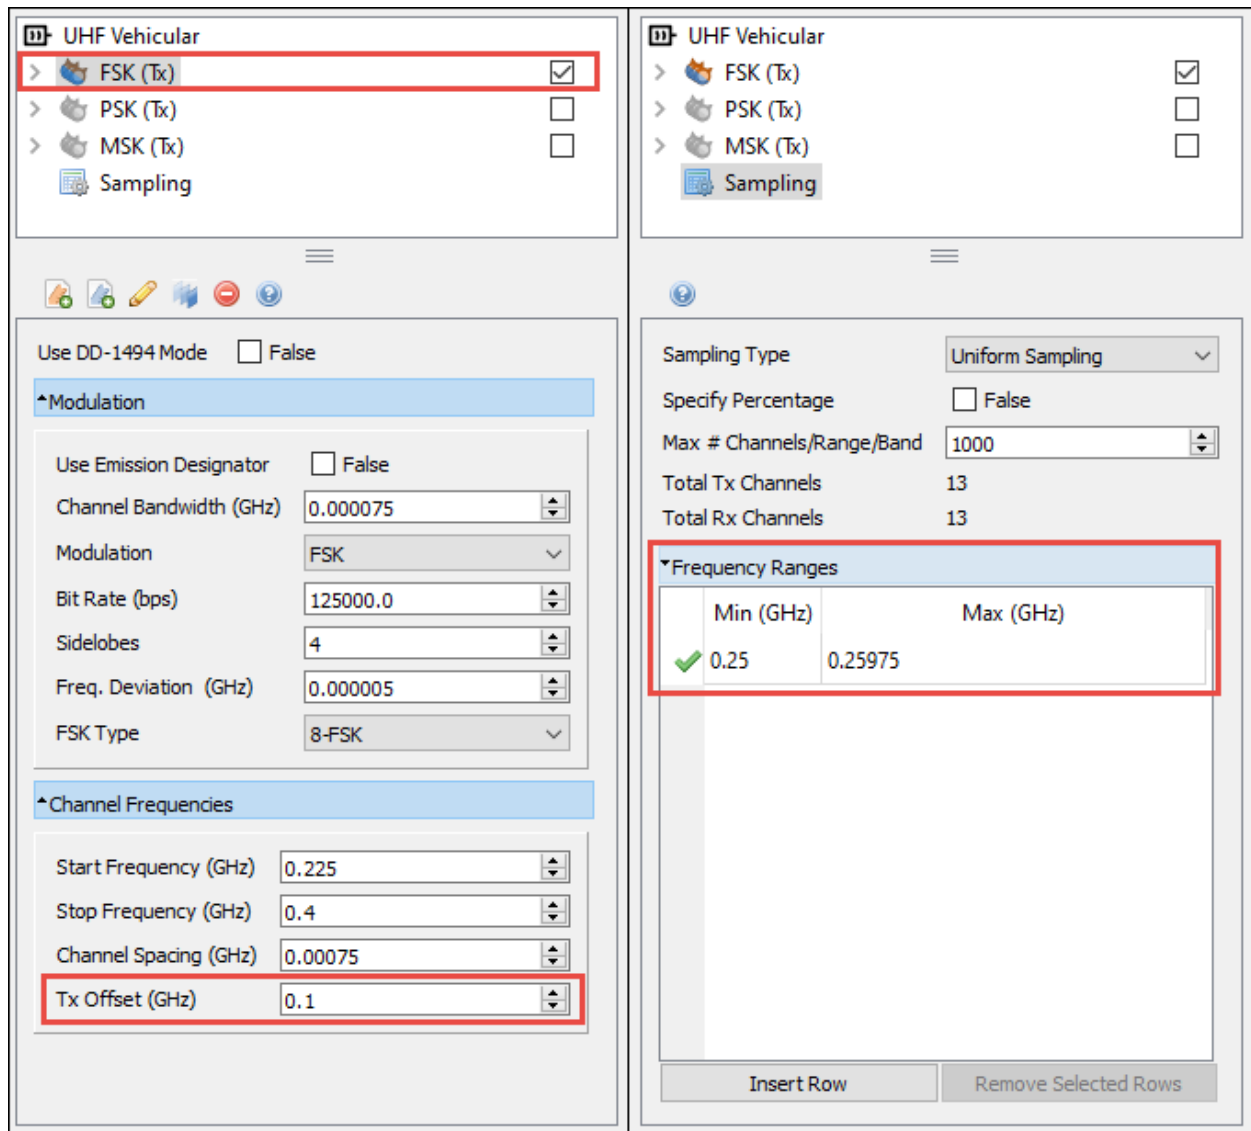 UHF Vehicular
FSK (Tx)
PSK (Tx)
MSK (Tx)
Sampling
Use DD-1494 Mode False
Modulation
Use Emission Designator False
Channel Bandwidth (GHz) 0.000075
Modulation FSK
Bit Rate (bps) 125000.0
Sidelobes 4
Freq. Deviation (GHz) 0.000005
FSK Type 8-FSK
Channel Frequencies
Start Frequency (GHz) 0.225
Stop Frequency (GHz) 0.4
Channel Spacing (GHz) 0.00075
Tx Offset (GHz) 0.1
UHF Vehicular
FSK (Tx)
PSK (Tx)
MSK (Tx)
Sampling
Sampling Type Uniform Sampling
Specify Percentage False
Max # Channels/Range/Band 1000
Total Tx Channels 13
Total Rx Channels 13
Frequency Ranges
Min (GHz) Max (GHz)
0.25 0.25975
Insert Row Remove Selected Rows